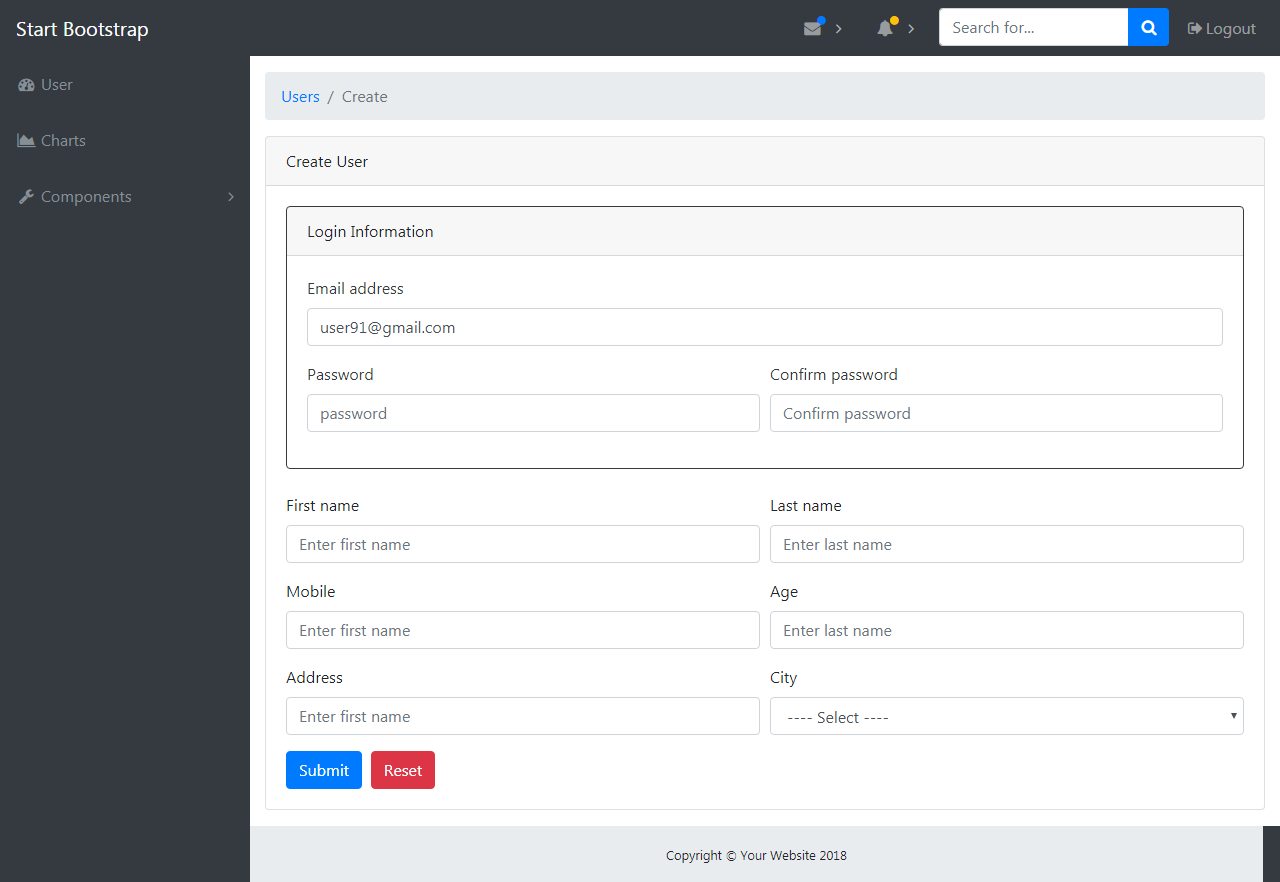 Start Bootstrap
Search for...
Logout
User
Charts
Components
Users / Create
Create User
Login Information
Email address
user91@gmail.com
Password Confirm password
password Confirm password
First name Last name
Enter first name Enter last name
Mobile Age
Enter first name Enter last name
Address City
Enter first name ---- Select ----
Submit Reset
Copyright © Your Website 2018